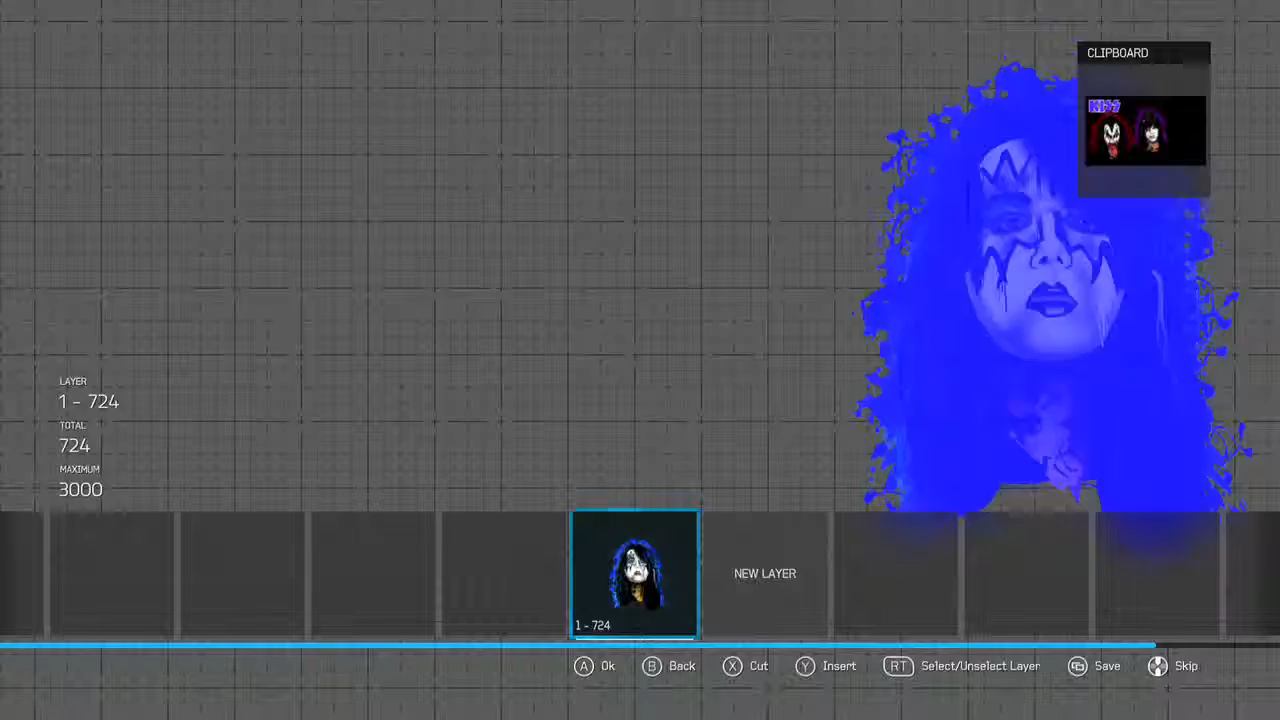 CLIPBOARD
KISS
LAYER
1 - 724
TOTAL
724
MAXIMUM
3000
NEW LAYER
1 - 724
A Ok B Back X Cut Y Insert RT Select/Unselect Layer Save Skip